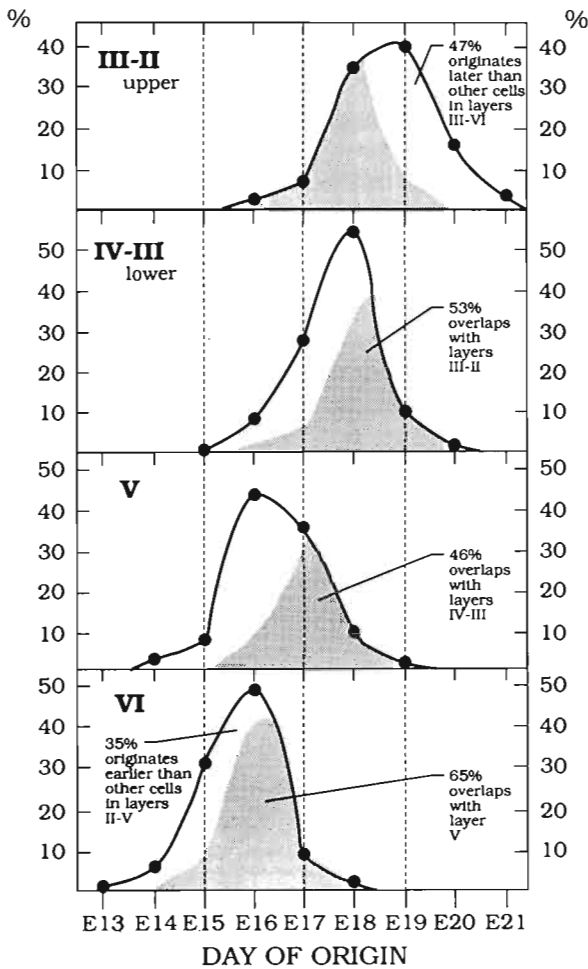 % %
III-II
upper
40
30
20
10
47%
originates
later than
other cells
in layers
III-VI
40
30
20
10
IV-III
lower
50
40
30
20
10
53%
overlaps
with
layers
III-II
50
40
30
20
10
V
50
40
30
20
10
46%
overlaps
with
layers
IV-III
50
40
30
20
10
VI
50
40
30
20
10
35%
originates
earlier than
other cells
in layers
II-V
65%
overlaps
with
layer
V
50
40
30
20
10
E13 E14 E15 E16 E17 E18 E19 E20 E21
DAY OF ORIGIN